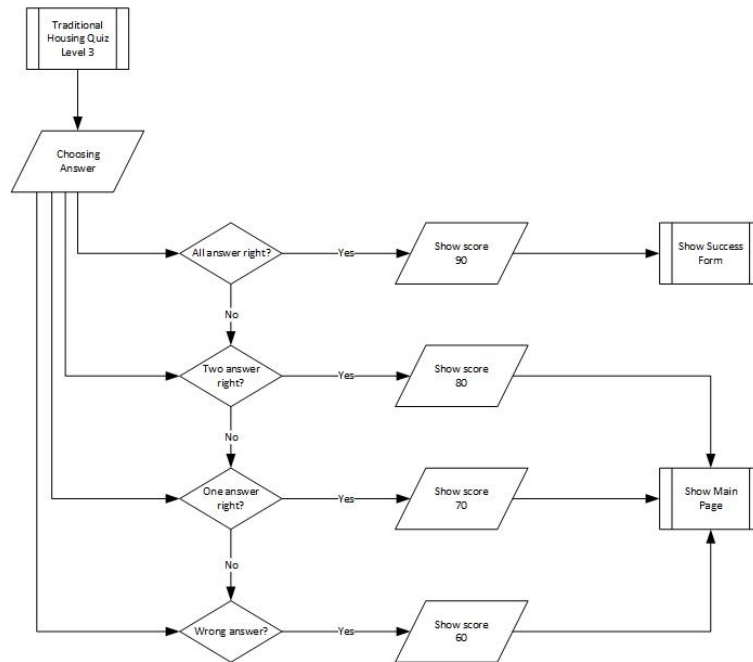 Traditional
Housing Quiz
Level 3
Choosing
Answer
All answer right?
Yes
Show score
90
Show Success
Form
No
Two answer
right?
Yes
Show score
80
No
One answer
right?
Yes
Show score
70
Show Main
Page
No
Wrong answer?
Yes
Show score
60